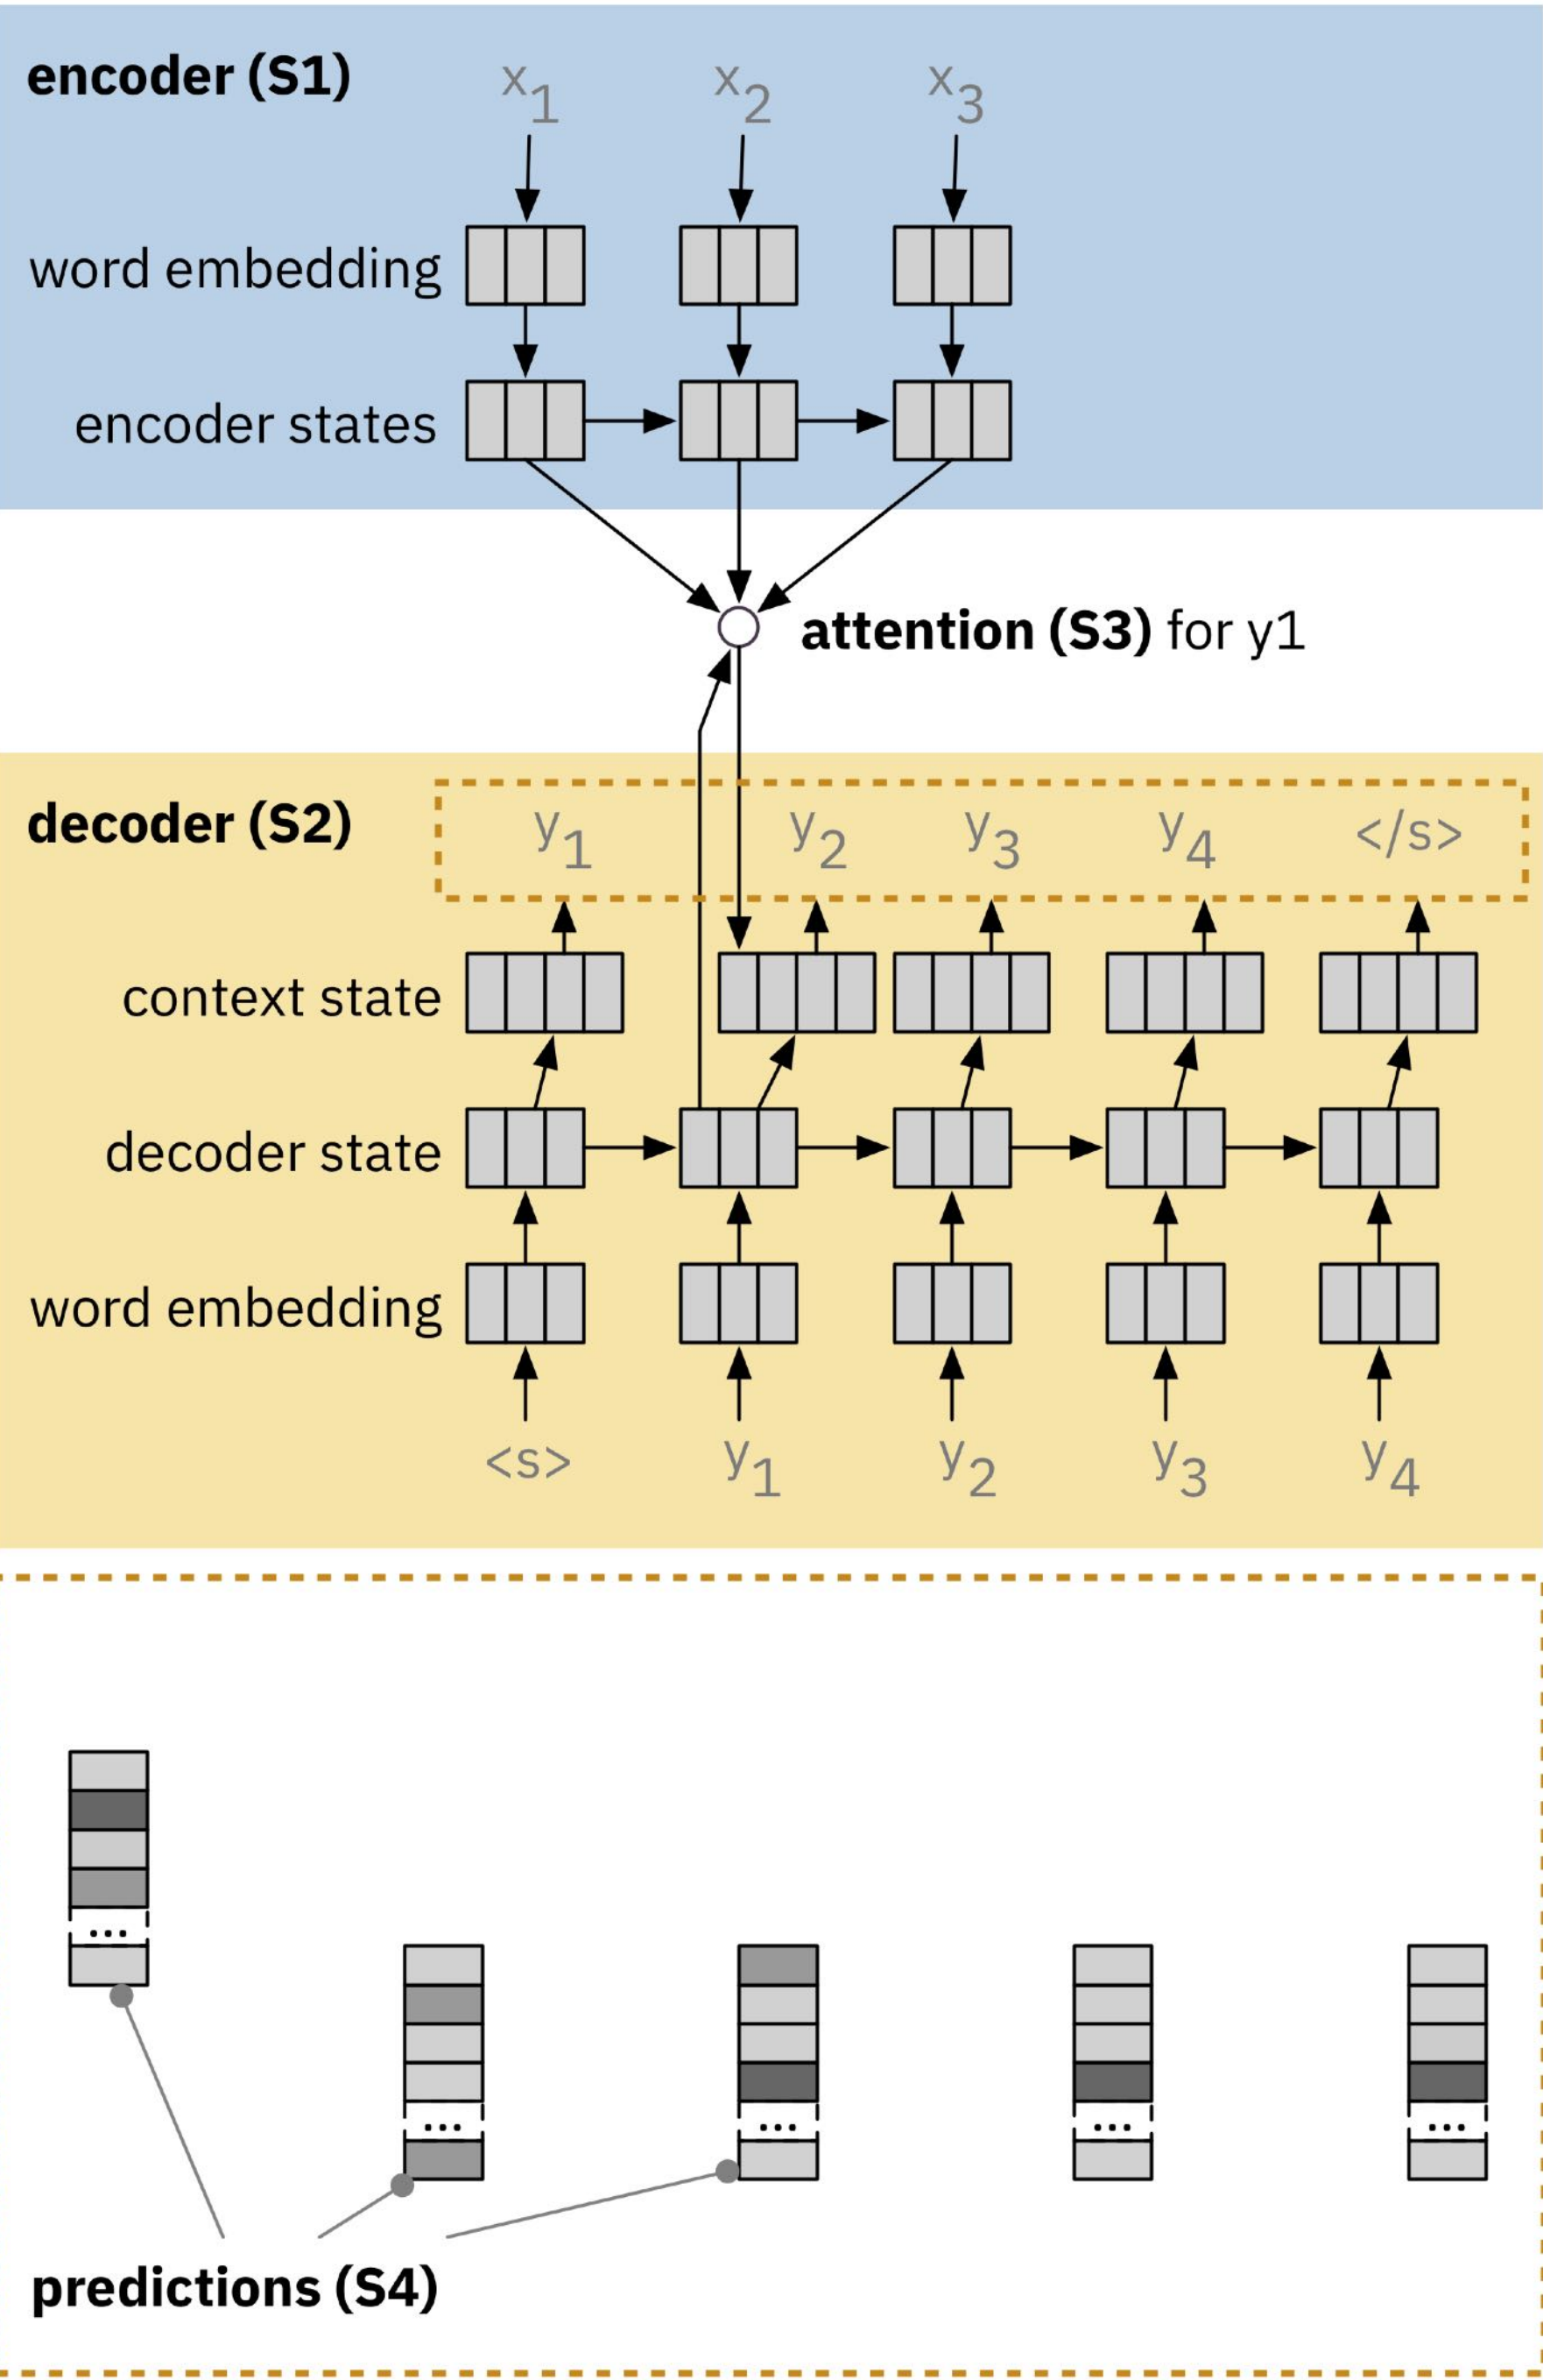 encoder (S1) x1 x2 x3
word embedding
encoder states
attention (S3) for y1
decoder (S2) y1 y2 y3 y4 </s>
context state
decoder state
word embedding
<s> y1 y2 y3 y4
...
... ... ... ...
predictions (S4)